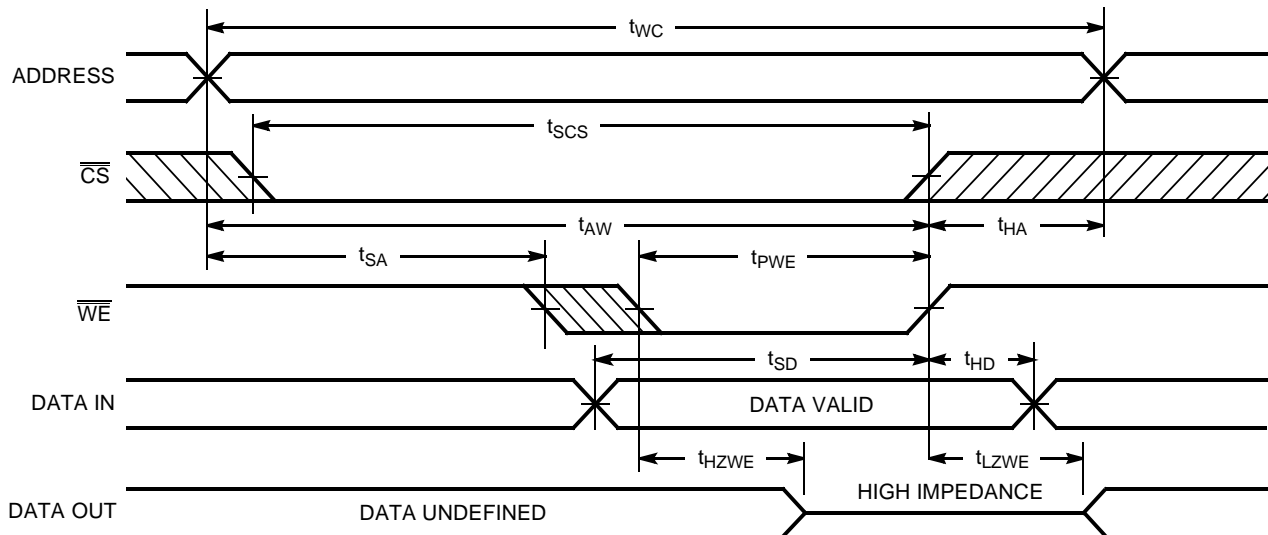 tWC
ADDRESS
tSCS
CS
tAW
tHA
tSA
tPWE
WE
tSD
tHD
DATA IN
DATA VALID
tHZWE
tLZWE
HIGH IMPEDANCE
DATA OUT
DATA UNDEFINED